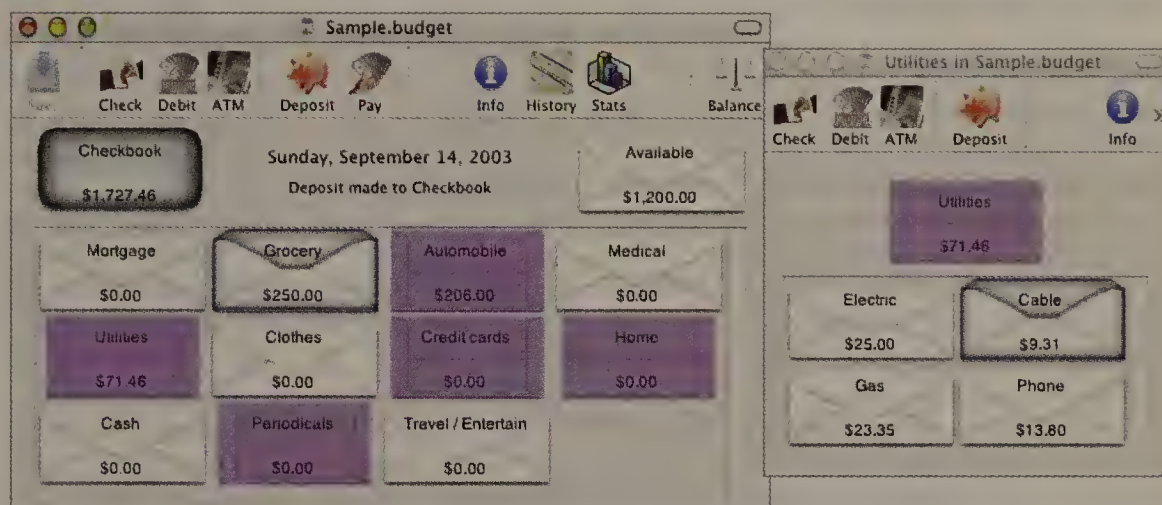 Sample.budget
Save Check Debit ATM Deposit Pay Info History Stats Balance
Checkbook
$1,727.46
Sunday, September 14, 2003
Deposit made to Checkbook
Available
$1,200.00
Mortgage Grocery Automobile Medical
$0.00 $250.00 $206.00 $0.00
Utilities Clothes Credit cards Home
$71.46 $0.00 $0.00 $0.00
Cash Periodicals Travel / Entertain
$0.00 $0.00 $0.00
Utilities in Sample.budget
Check Debit ATM Deposit Info »
Utilities
$71.46
Electric Cable
$25.00 $9.31
Gas Phone
$23.35 $13.80